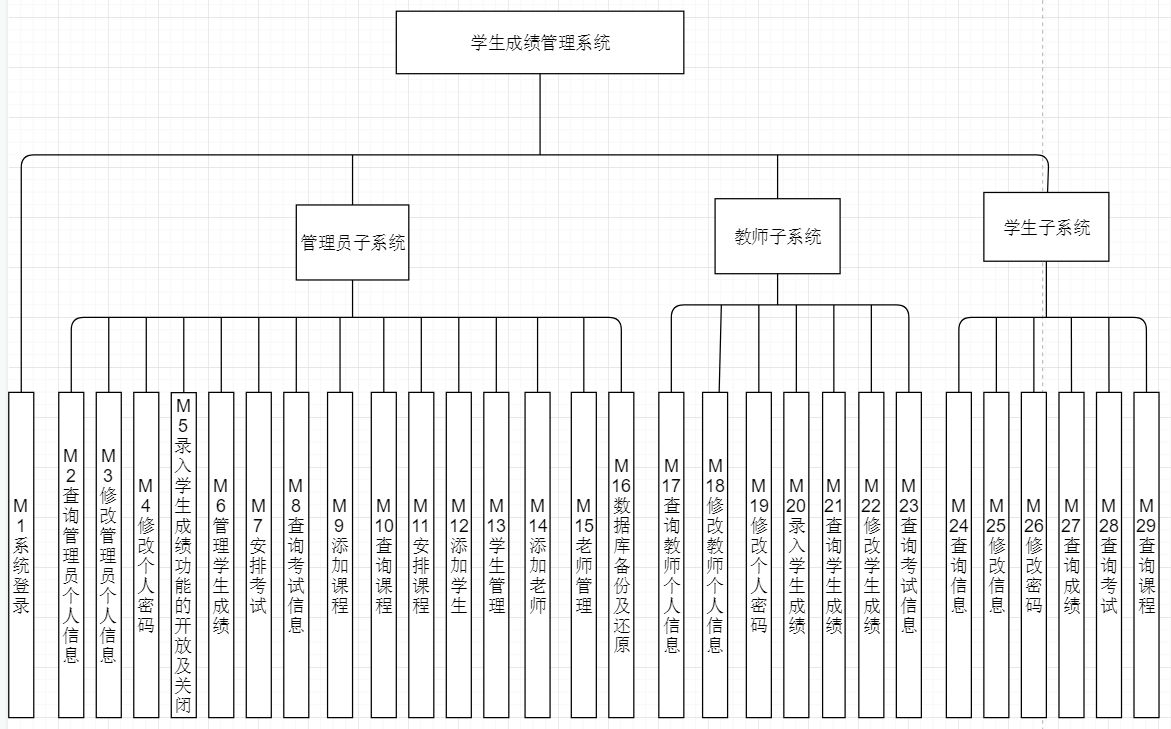 学生成绩管理系统
管理员子系统
教师子系统
学生子系统
M1系统登录
M2查询管理员个人信息
M3修改管理员个人信息
M4修改个人密码
M5录入学生成绩功能的开放及关闭
M6管理学生成绩
M7安排考试
M8查询考试信息
M9添加课程
M10查询课程
M11安排课程
M12添加学生
M13学生管理
M14添加老师
M15老师管理
M16数据库备份及还原
M17查询教师个人信息
M18修改教师个人信息
M19修改个人密码
M20录入学生成绩
M21查询学生成绩
M22修改学生成绩
M23查询考试信息
M24查询信息
M25修改信息
M26修改密码
M27查询成绩
M28查询考试
M29查询课程